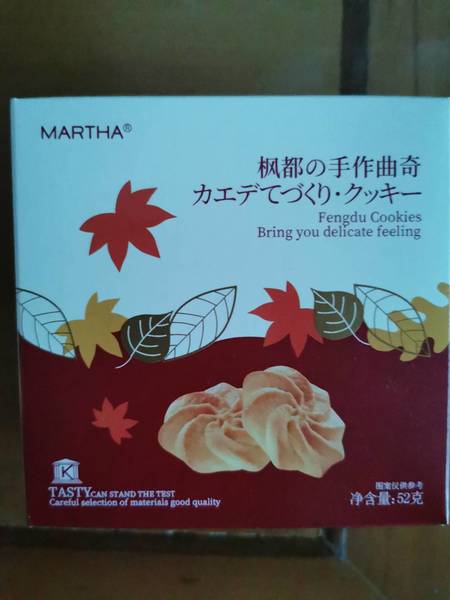 MARTHA®
枫都の手作曲奇
カエデてづくり・クッキー
Fengdu Cookies
Bring you delicate feeling
K
TASTY CAN STAND THE TEST
Careful selection of materials good quality
图案仅供参考
净含量:52克